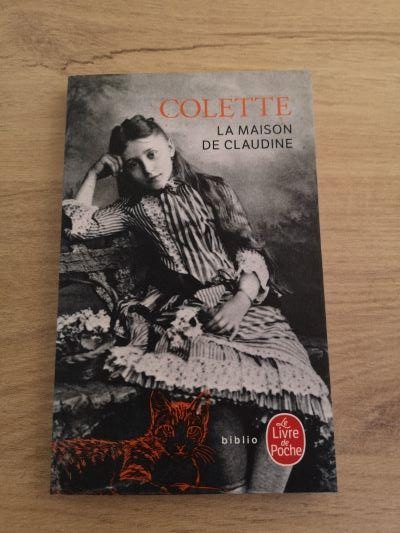 COLETTE
LA MAISON
DE CLAUDINE
biblio
Le
Livre
de
Poche